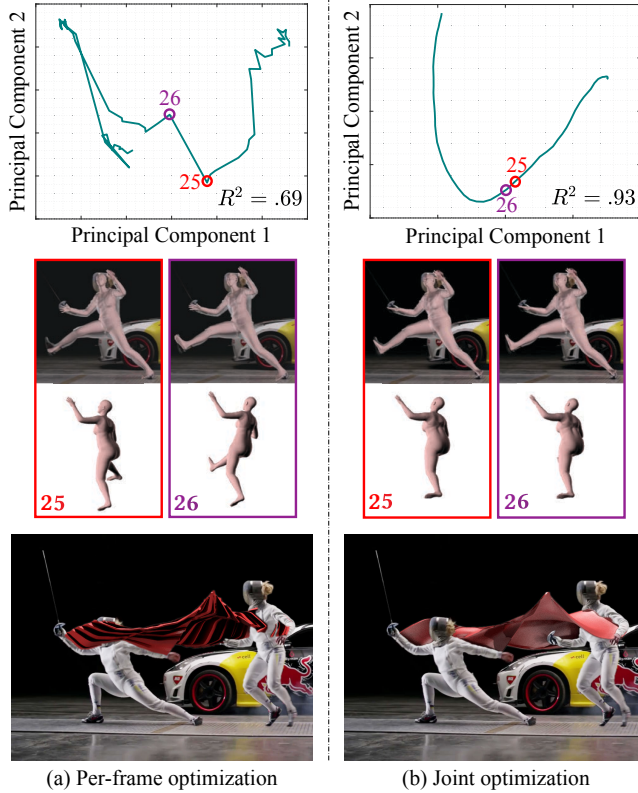 Principal Component 2
26
25
R² = .69
Principal Component 1
25
26
(a) Per-frame optimization
Principal Component 2
25
26
R² = .93
Principal Component 1
25
26
(b) Joint optimization